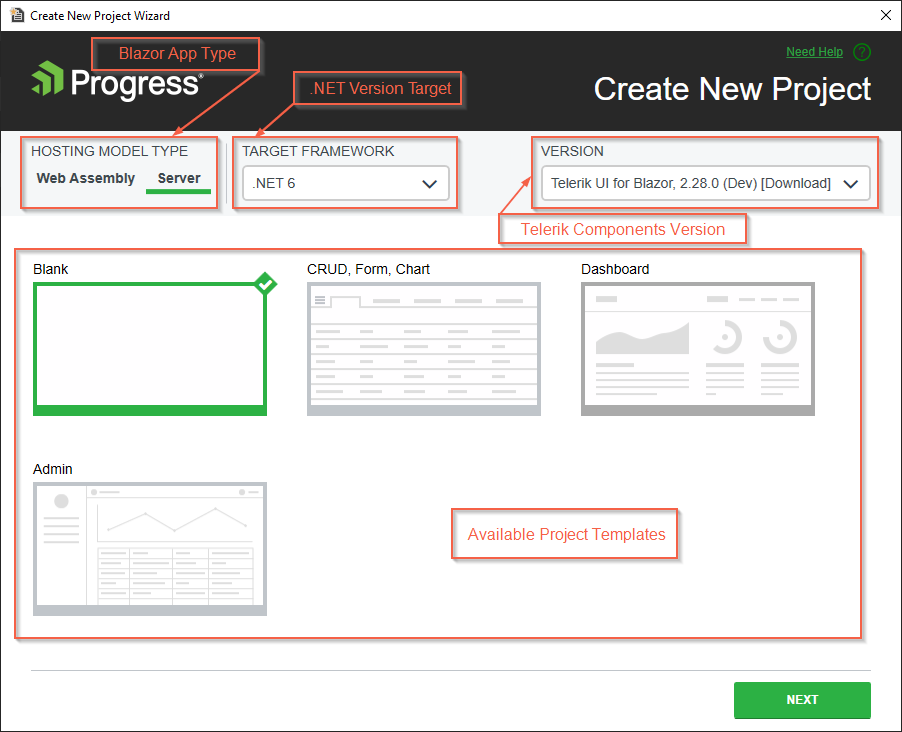 Create New Project Wizard
Blazor App Type
Need Help ?
Progress®
.NET Version Target
Create New Project
HOSTING MODEL TYPE
TARGET FRAMEWORK
VERSION
Web Assembly
Server
.NET 6
Telerik UI for Blazor, 2.28.0 (Dev) [Download]
Telerik Components Version
Blank
CRUD, Form, Chart
Dashboard
Admin
Available Project Templates
NEXT